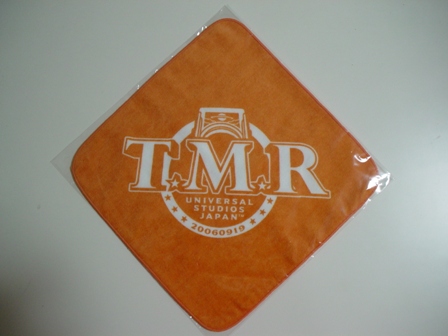 T.M.R
UNIVERSAL
STUDIOS
JAPAN™
20060919